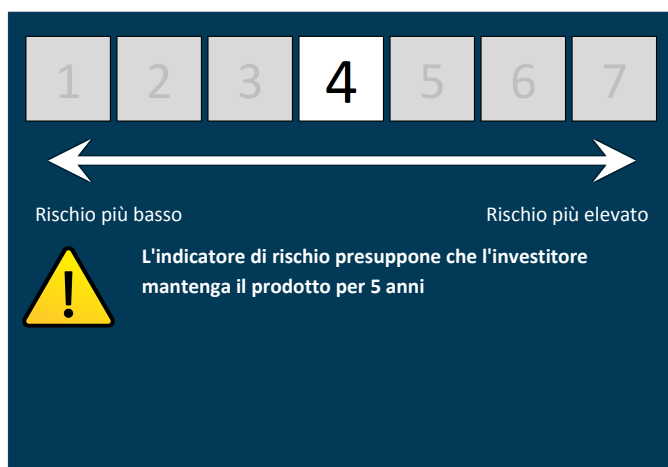 1 2 3 4 5 6 7
Rischio più basso Rischio più elevato
L'indicatore di rischio presuppone che l'investitore
mantenga il prodotto per 5 anni